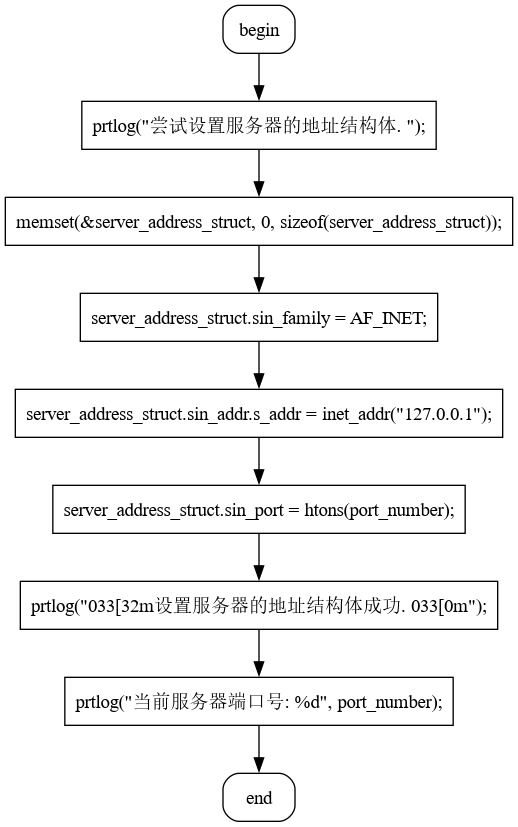 begin
prtlog("尝试设置服务器的地址结构体. ");
memset(&server_address_struct, 0, sizeof(server_address_struct));
server_address_struct.sin_family = AF_INET;
server_address_struct.sin_addr.s_addr = inet_addr("127.0.0.1");
server_address_struct.sin_port = htons(port_number);
prtlog("033[32m设置服务器的地址结构体成功. 033[0m");
prtlog("当前服务器端口号: %d", port_number);
end